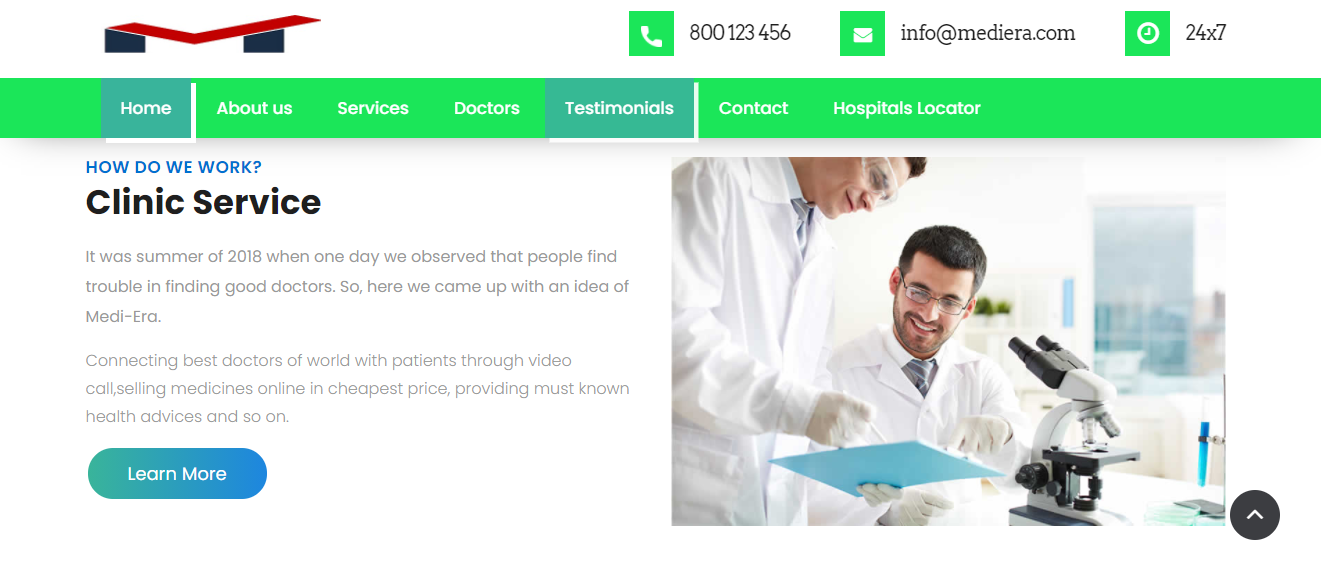 800 123 456
info@mediera.com
24x7
Home
About us
Services
Doctors
Testimonials
Contact
Hospitals Locator
HOW DO WE WORK?
Clinic Service
It was summer of 2018 when one day we observed that people find
trouble in finding good doctors. So, here we came up with an idea of
Medi-Era.
Connecting best doctors of world with patients through video
call,selling medicines online in cheapest price, providing must known
health advices and so on.
Learn More